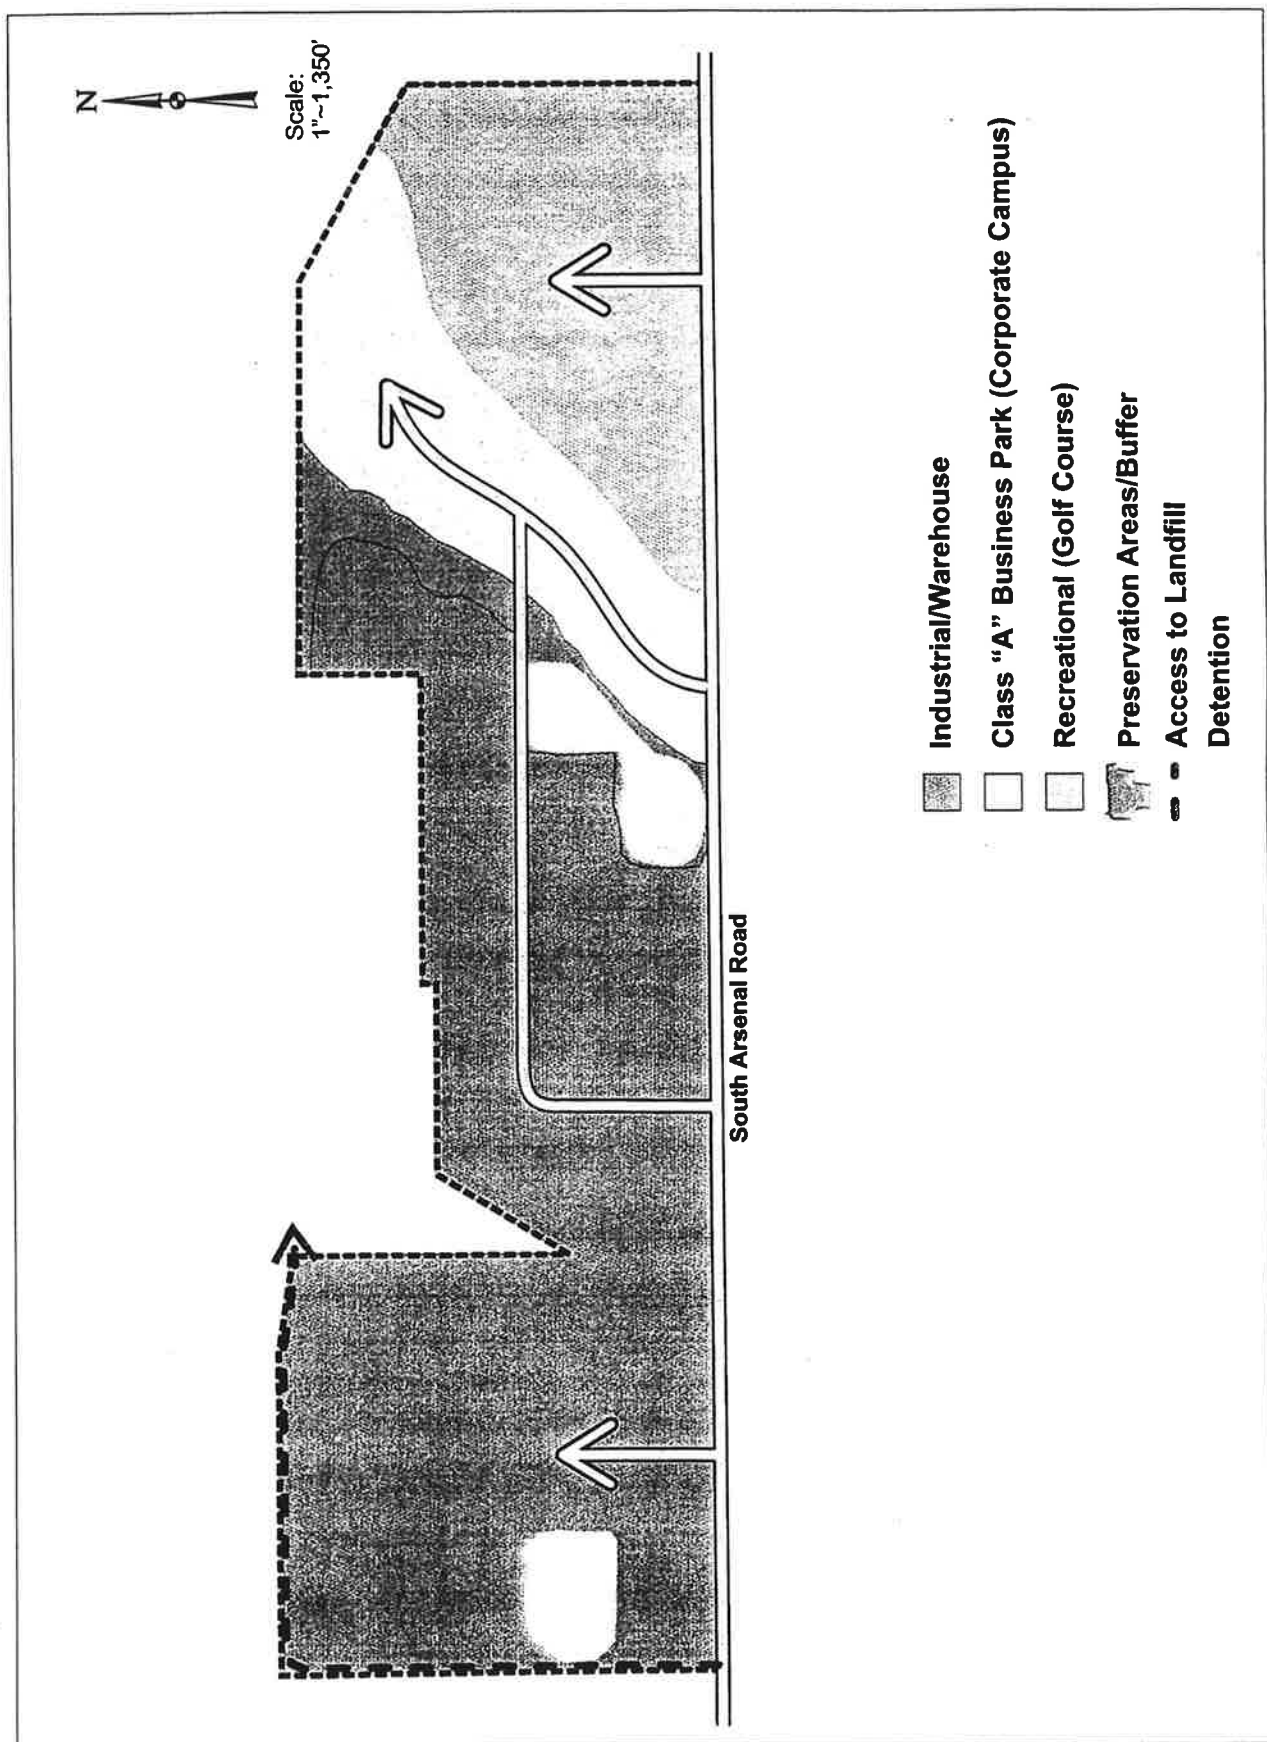 N
Scale:
1"~1,350'
South Arsenal Road
Industrial/Warehouse
Class “A” Business Park (Corporate Campus)
Recreational (Golf Course)
Preservation Areas/Buffer
Access to Landfill
Detention